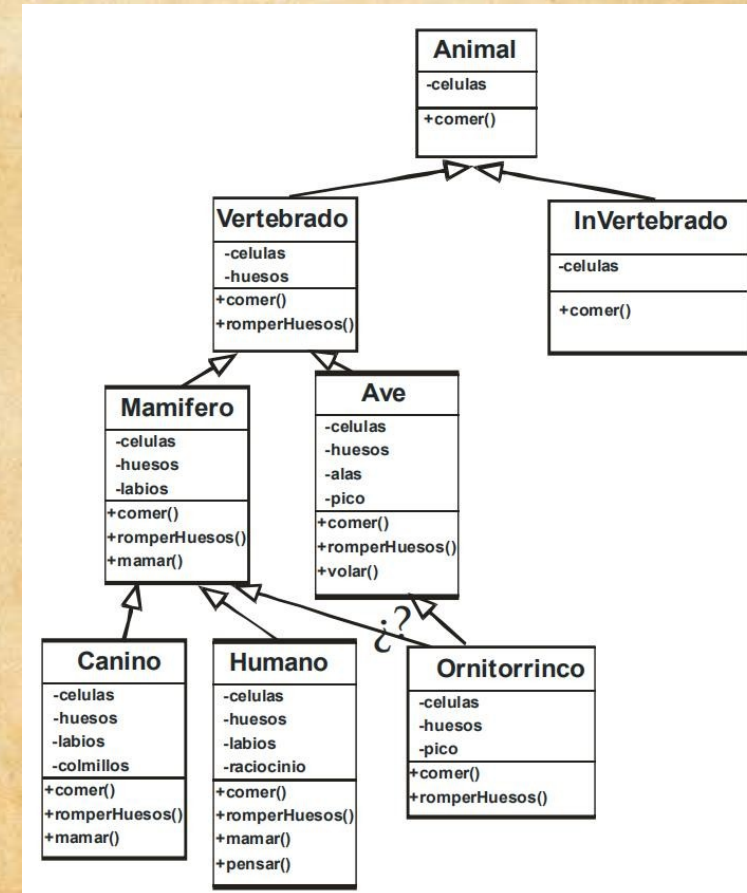 Animal
-celulas
+comer()
Vertebrado
-celulas
-huesos
+comer()
+romperHuesos()
InVertebrado
-celulas
+comer()
Mamifero
-celulas
-huesos
-labios
+comer()
+romperHuesos()
+mamar()
Ave
-celulas
-huesos
-alas
-pico
+comer()
+romperHuesos()
+volar()
¿?
Canino
-celulas
-huesos
-labios
-colmillos
+comer()
+romperHuesos()
+mamar()
Humano
-celulas
-huesos
-labios
-raciocinio
+comer()
+romperHuesos()
+mamar()
+pensar()
Ornitorrinco
-celulas
-huesos
-pico
+comer()
+romperHuesos()